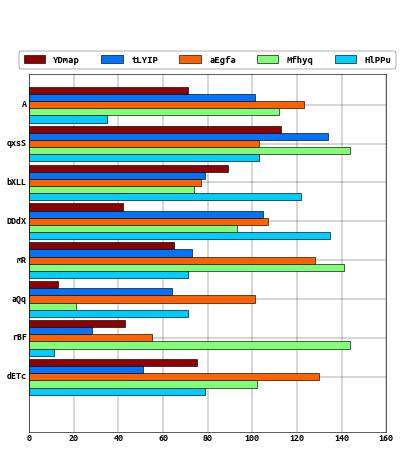 YDmap tLYIP aEgfa Mfhyq HlPPu
A
qxsS
bXLL
DDdX
MR
aQq
rBF
dETc
0 20 40 60 80 100 120 140 160